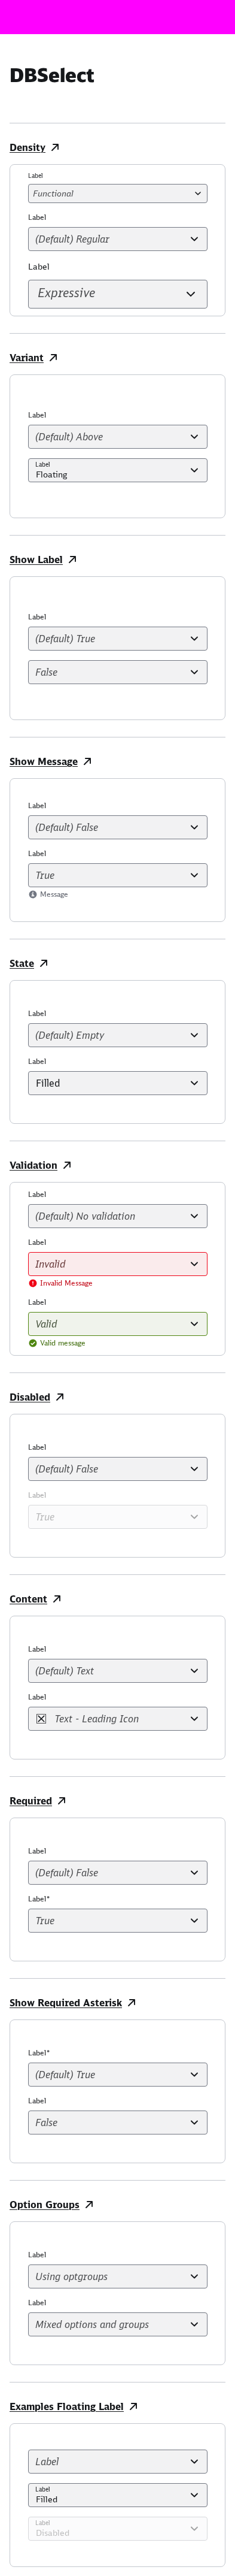 DBSelect
Density
Label
Functional
Label
(Default) Regular
Label
Expressive
Variant
Label
(Default) Above
Label
Floating
Show Label
Label
(Default) True
False
Show Message
Label
(Default) False
Label
True
Message
State
Label
(Default) Empty
Label
Filled
Validation
Label
(Default) No validation
Label
Invalid
Invalid Message
Label
Valid
Valid message
Disabled
Label
(Default) False
Label
True
Content
Label
(Default) Text
Label
Text - Leading Icon
Required
Label
(Default) False
Label*
True
Show Required Asterisk
Label*
(Default) True
Label
False
Option Groups
Label
Using optgroups
Label
Mixed options and groups
Examples Floating Label
Label
Label
Filled
Label
Disabled